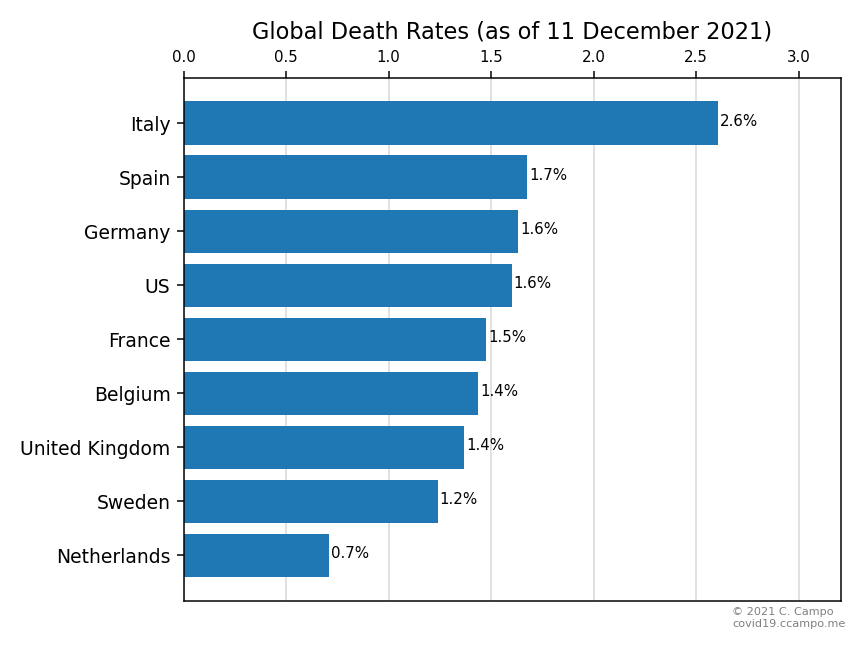 Global Death Rates (as of 11 December 2021)
0.0 0.5 1.0 1.5 2.0 2.5 3.0
Italy 2.6%
Spain 1.7%
Germany 1.6%
US 1.6%
France 1.5%
Belgium 1.4%
United Kingdom 1.4%
Sweden 1.2%
Netherlands 0.7%
© 2021 C. Campo
covid19.ccampo.me